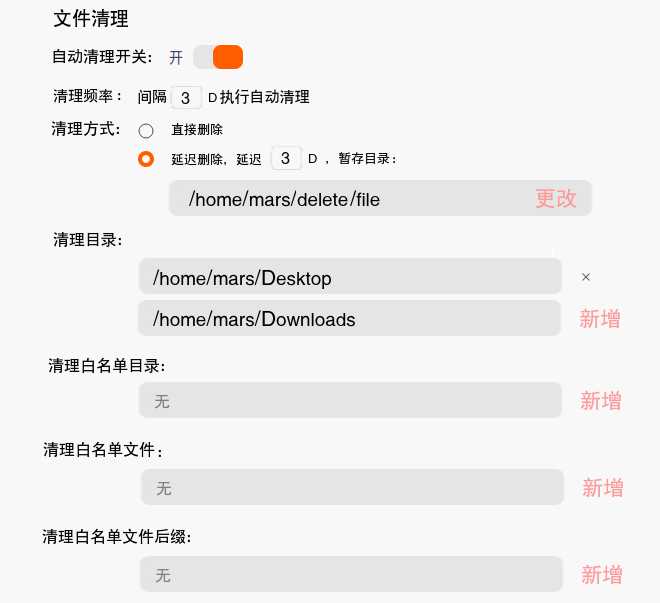 文件清理
自动清理开关: 开
清理频率: 间隔 3 D执行自动清理
清理方式: 直接删除
延迟删除, 延迟 3 D , 暂存目录:
/home/mars/delete/file 更改
清理目录:
/home/mars/Desktop ×
/home/mars/Downloads 新增
清理白名单目录:
无 新增
清理白名单文件:
无 新增
清理白名单文件后缀:
无 新增